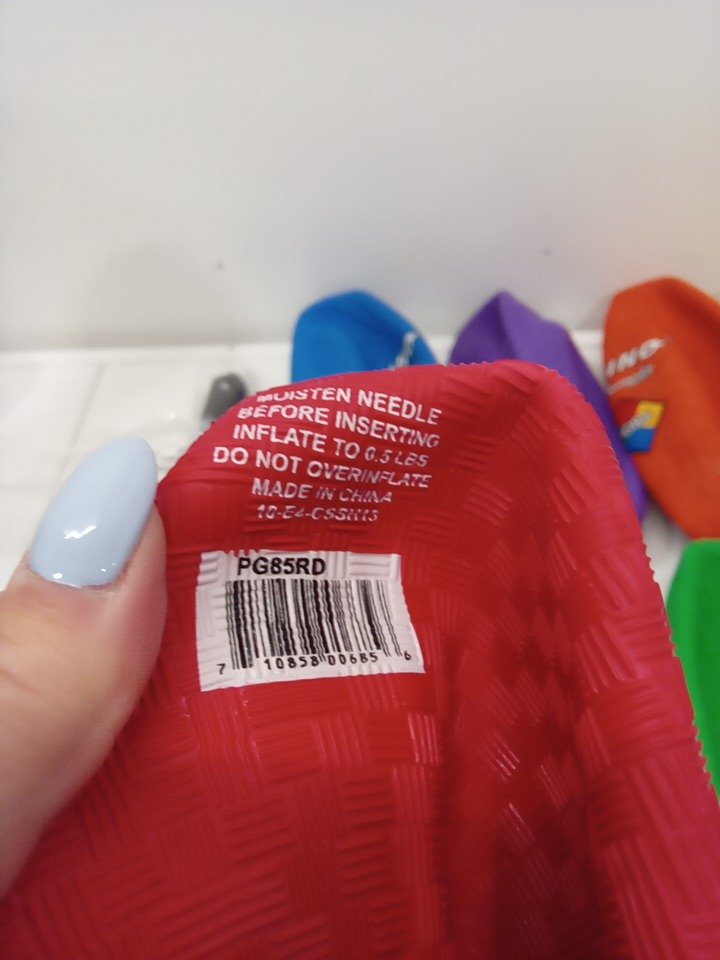 MOISTEN NEEDLE
BEFORE INSERTING
INFLATE TO 0.5 LBS
DO NOT OVERINFLATE
MADE IN CHINA
PG85RD
7 10858 00685 6